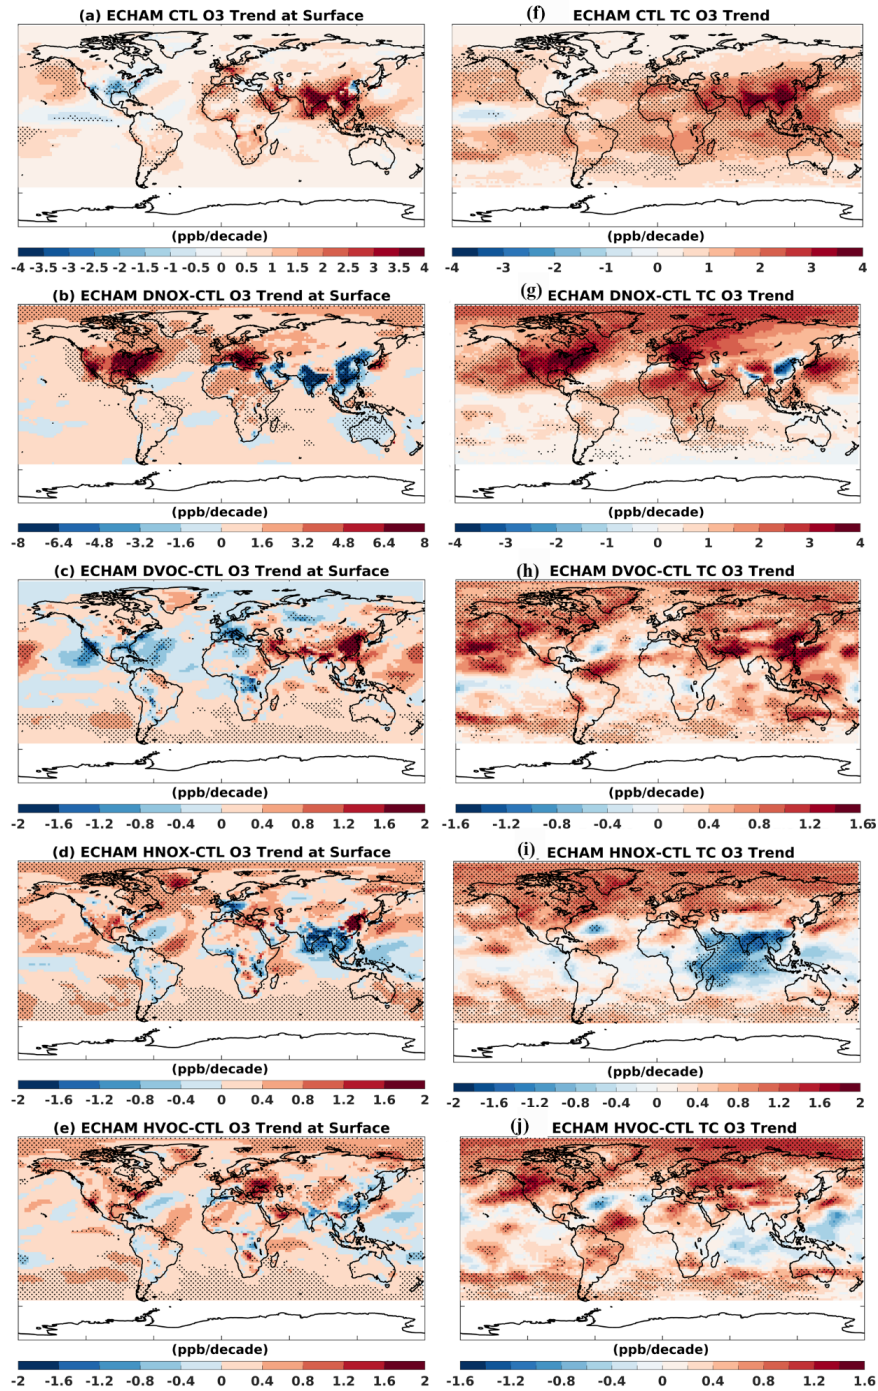 (a) ECHAM CTL O3 Trend at Surface
(ppb/decade)
-4 -3.5 -3 -2.5 -2 -1.5 -1 -0.5 0 0.5 1 1.5 2 2.5 3 3.5 4
(f) ECHAM CTL TC O3 Trend
(ppb/decade)
-4 -3 -2 -1 0 1 2 3 4
(b) ECHAM DNOX-CTL O3 Trend at Surface
(ppb/decade)
-8 -6.4 -4.8 -3.2 -1.6 0 1.6 3.2 4.8 6.4 8
(g) ECHAM DNOX-CTL TC O3 Trend
(ppb/decade)
-4 -3 -2 -1 0 1 2 3 4
(c) ECHAM DVOC-CTL O3 Trend at Surface
(ppb/decade)
-2 -1.6 -1.2 -0.8 -0.4 0 0.4 0.8 1.2 1.6 2
(h) ECHAM DVOC-CTL TC O3 Trend
(ppb/decade)
-1.6 -1.2 -0.8 -0.4 0 0.4 0.8 1.2 1.65
(d) ECHAM HNOX-CTL O3 Trend at Surface
(ppb/decade)
-2 -1.6 -1.2 -0.8 -0.4 0 0.4 0.8 1.2 1.6 2
(i) ECHAM HNOX-CTL TC O3 Trend
(ppb/decade)
-2 -1.6 -1.2 -0.8 -0.4 0 0.4 0.8 1.2 1.6 2
(e) ECHAM HVOC-CTL O3 Trend at Surface
(ppb/decade)
-2 -1.6 -1.2 -0.8 -0.4 0 0.4 0.8 1.2 1.6 2
(j) ECHAM HVOC-CTL TC O3 Trend
(ppb/decade)
-1.6 -1.2 -0.8 -0.4 0 0.4 0.8 1.2 1.6